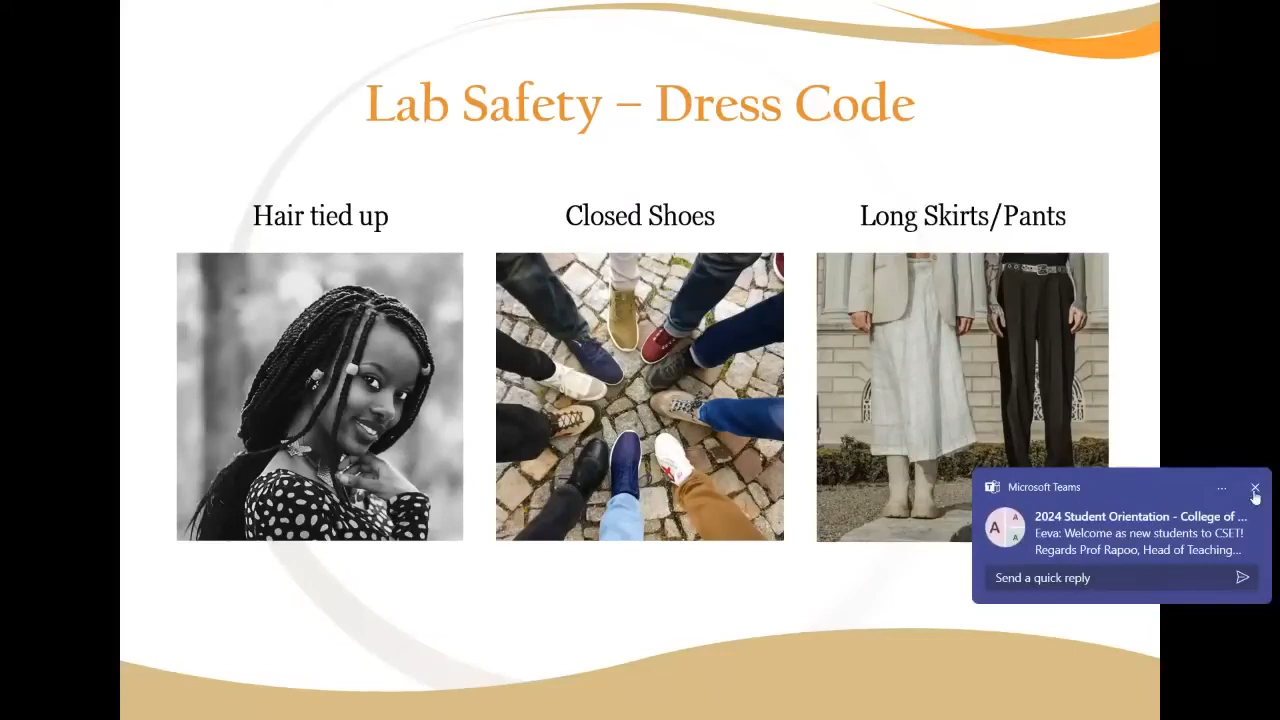 Lab Safety – Dress Code
Hair tied up
Closed Shoes
Long Skirts/Pants
Microsoft Teams
A A A
2024 Student Orientation - College of ...
Eeva: Welcome as new students to CSET!
Regards Prof Rapoo, Head of Teaching...
Send a quick reply